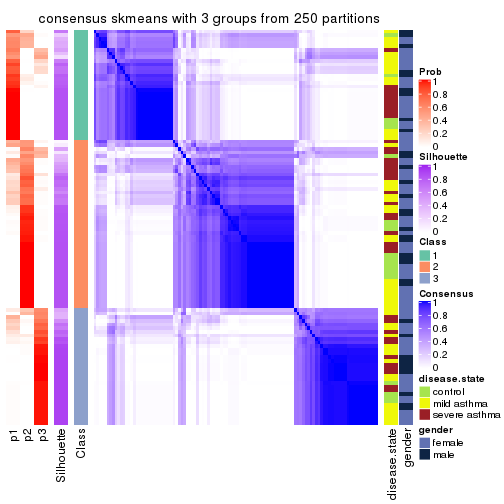 consensus skmeans with 3 groups from 250 partitions
Prob
1
0.8
0.6
0.4
0.2
0
Silhouette
1
0.8
0.6
0.4
0.2
0
Class
1
2
3
Consensus
1
0.8
0.6
0.4
0.2
0
disease.state
control
mild asthma
severe asthma
gender
female
male
p1
p2
p3
Silhouette
Class
disease.state
gender